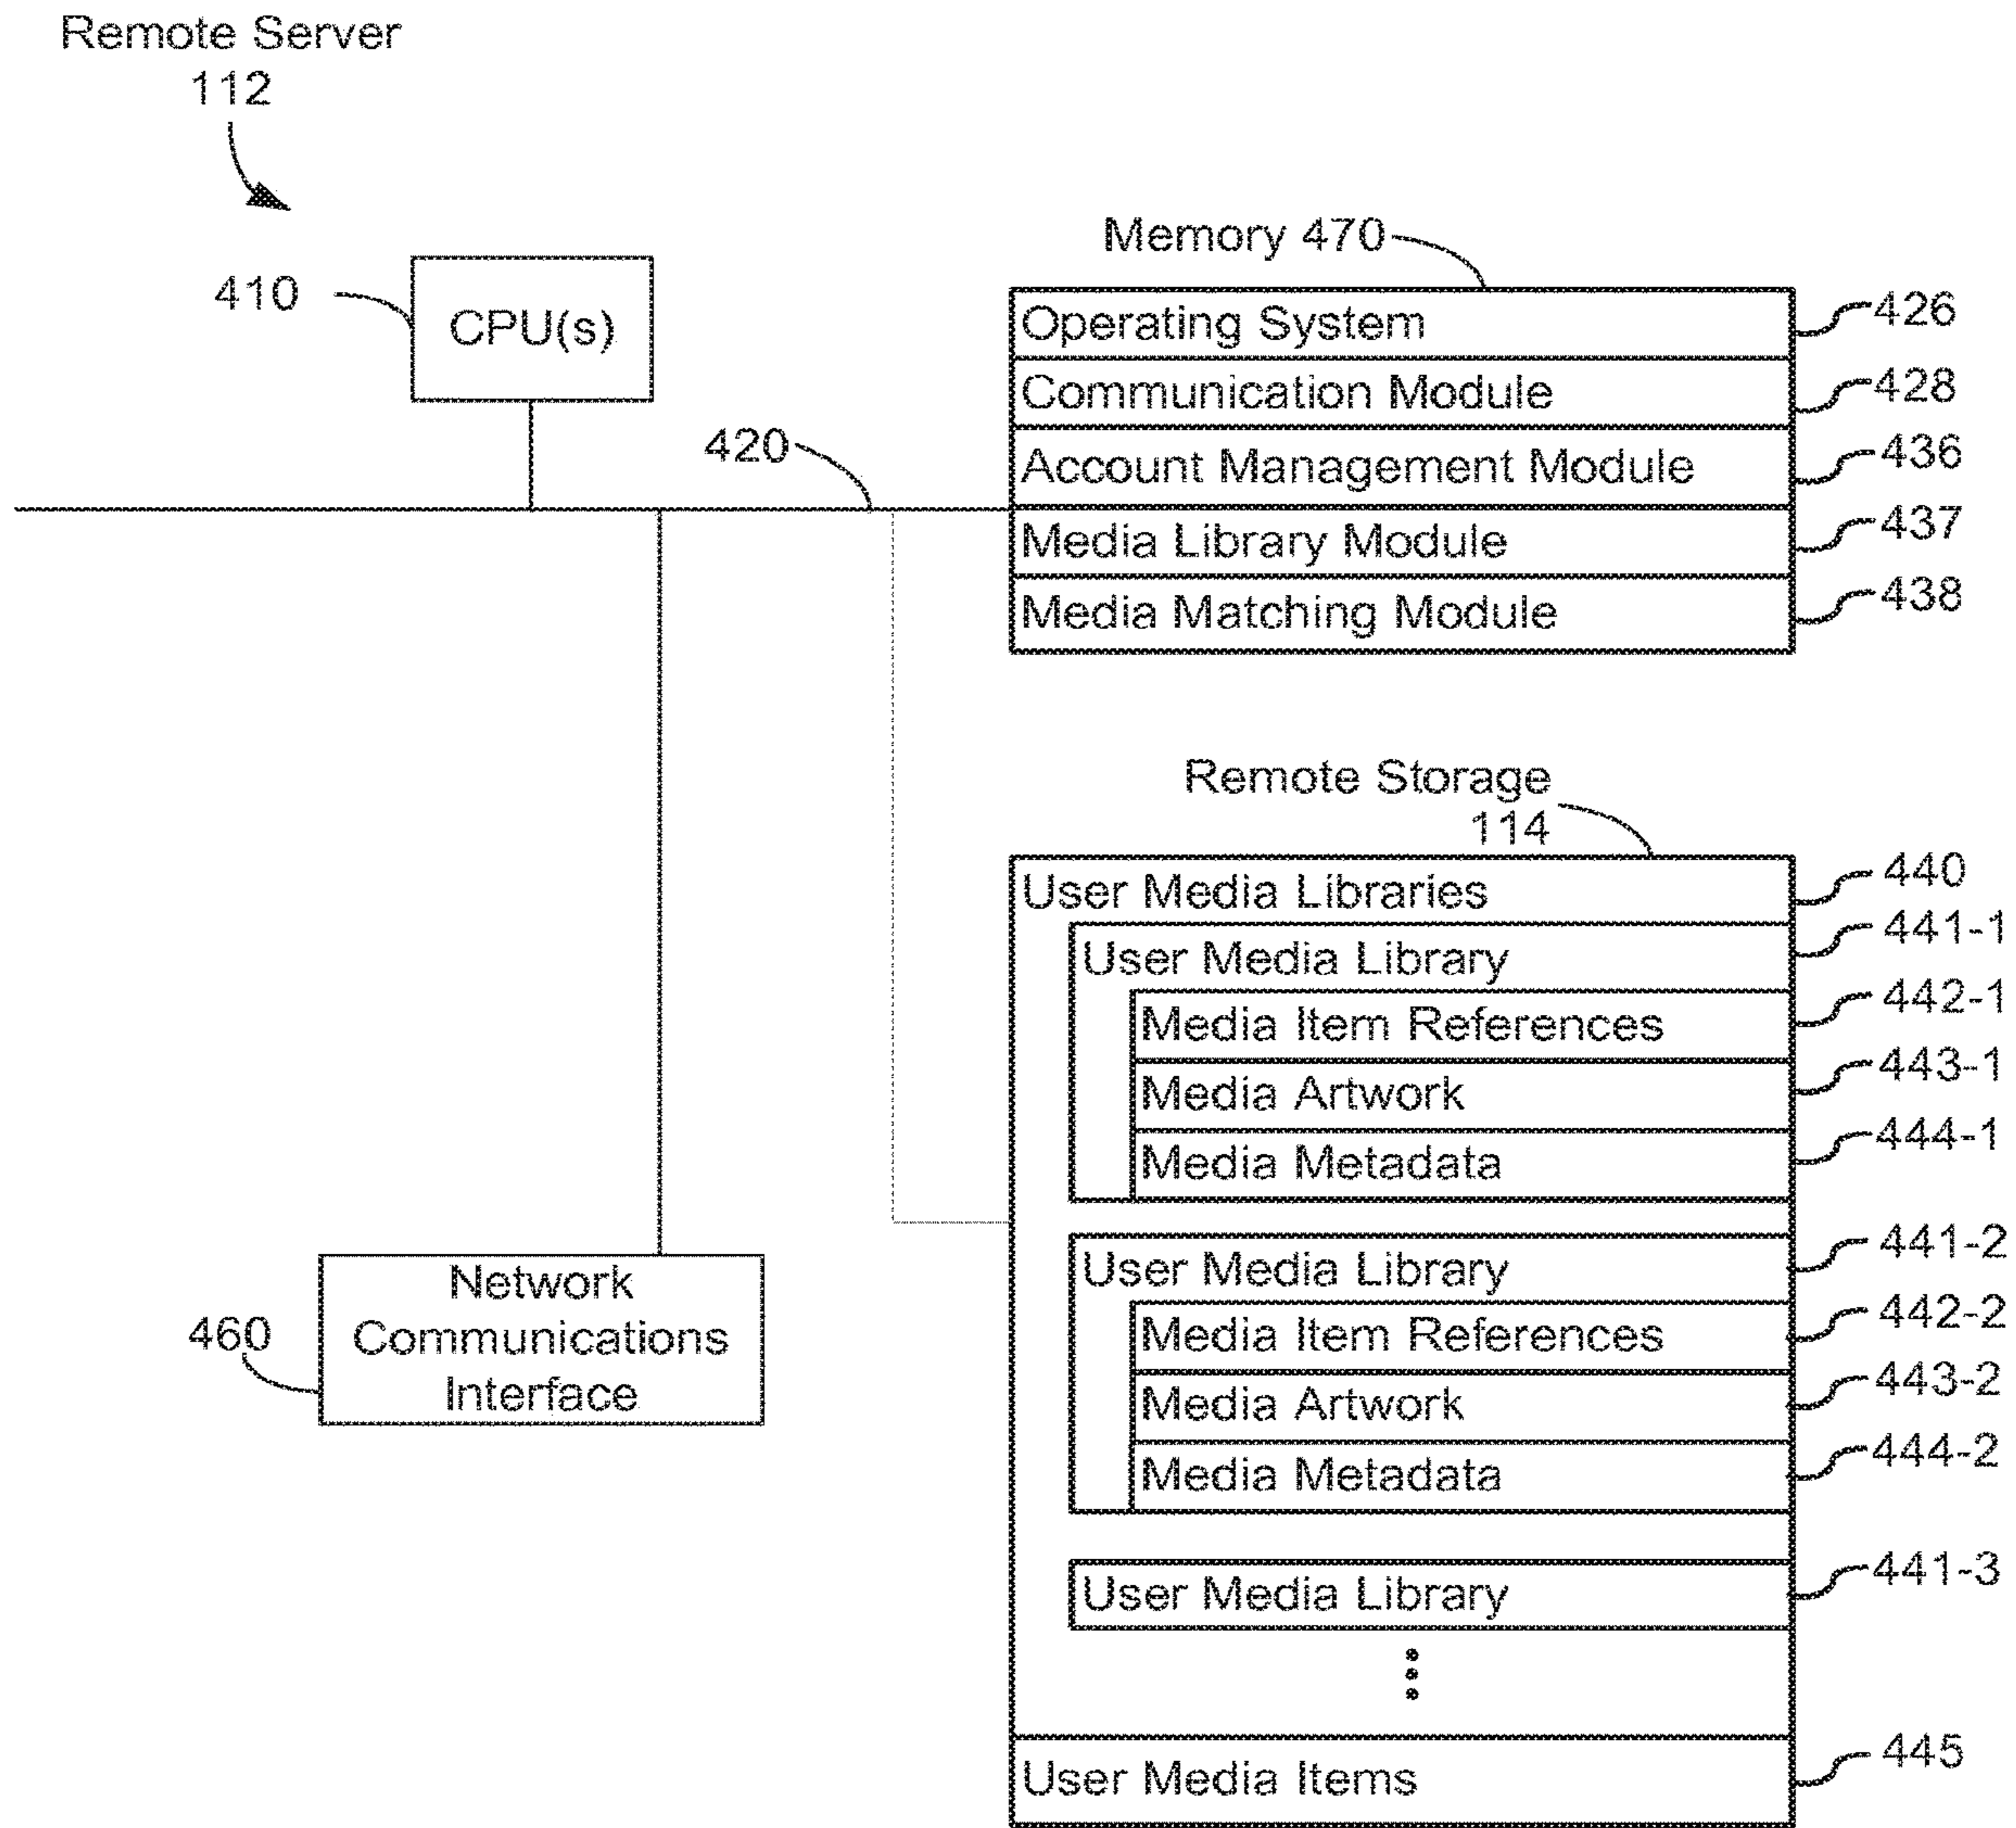 Remote Server
112
410
CPU(s)
420
Memory 470
Operating System
426
Communication Module
428
Account Management Module
436
Media Library Module
437
Media Matching Module
438
Remote Storage
114
User Media Libraries
440
User Media Library
441-1
Media Item References
442-1
Media Artwork
443-1
Media Metadata
444-1
User Media Library
441-2
Media Item References
442-2
Media Artwork
443-2
Media Metadata
444-2
User Media Library
441-3
User Media Items
445
460
Network
Communications
Interface